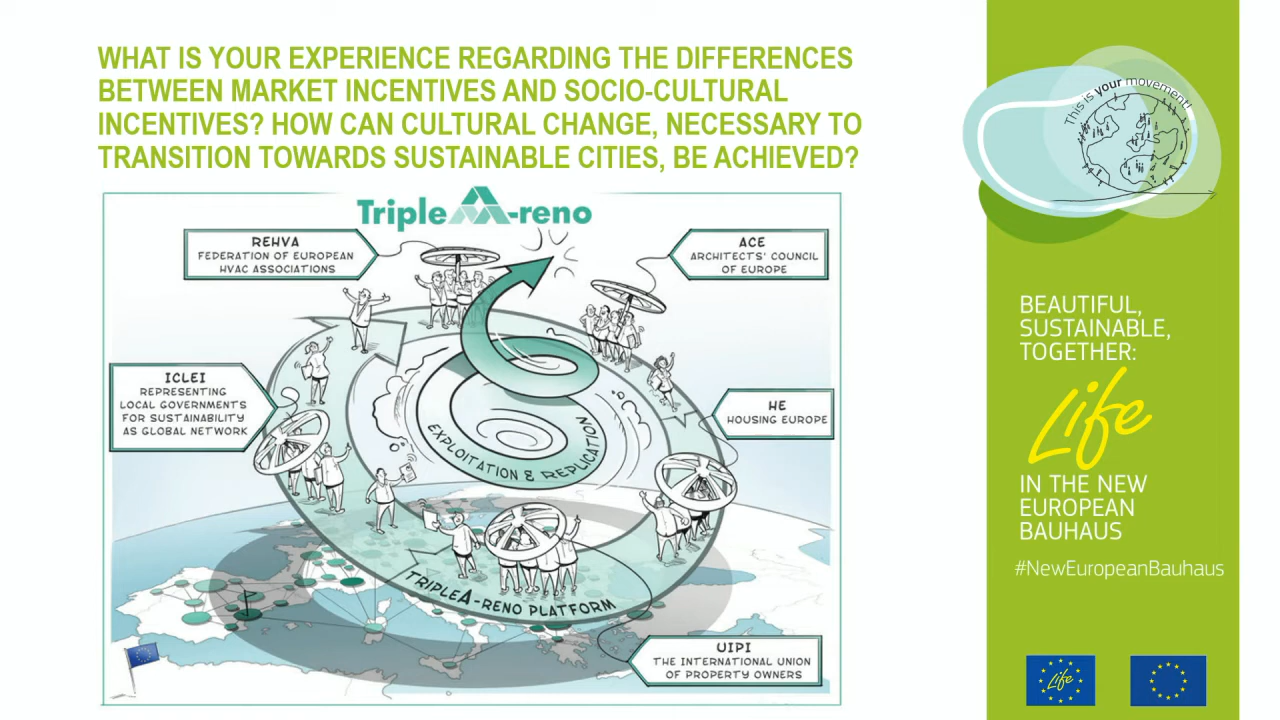 WHAT IS YOUR EXPERIENCE REGARDING THE DIFFERENCES
BETWEEN MARKET INCENTIVES AND SOCIO-CULTURAL
INCENTIVES? HOW CAN CULTURAL CHANGE, NECESSARY TO
TRANSITION TOWARDS SUSTAINABLE CITIES, BE ACHIEVED?
TripleA-reno
REHVA
FEDERATION OF EUROPEAN
HVAC ASSOCIATIONS
ACE
ARCHITECTS' COUNCIL
OF EUROPE
ICLEI
REPRESENTING
LOCAL GOVERNMENTS
FOR SUSTAINABILITY
AS GLOBAL NETWORK
HE
HOUSING EUROPE
EXPLOITATION & REPLICATION
TRIPLEA-RENO PLATFORM
UIPI
THE INTERNATIONAL UNION
OF PROPERTY OWNERS
This is your movement!
BEAUTIFUL,
SUSTAINABLE,
TOGETHER:
Life
IN THE NEW
EUROPEAN
BAUHAUS
#NewEuropeanBauhaus
Life